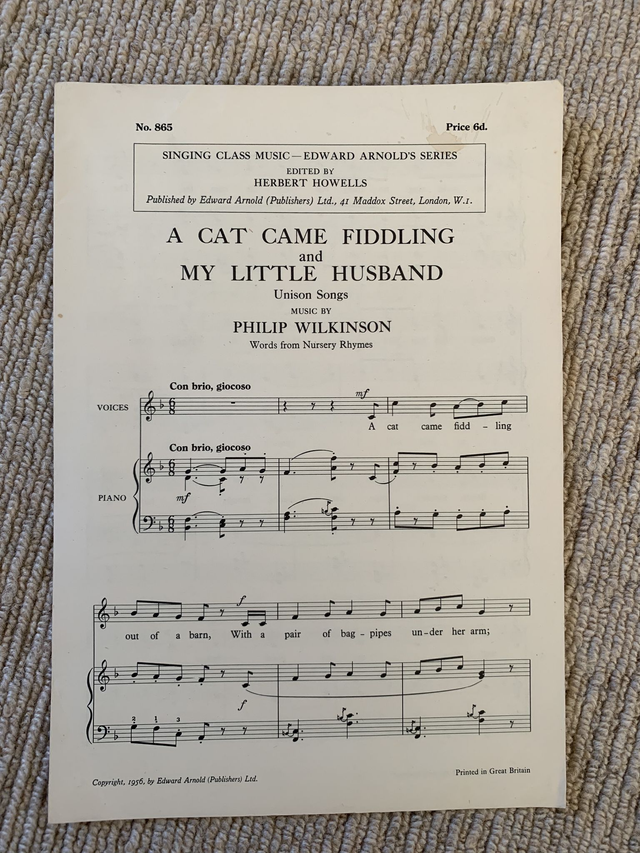 No. 865 Price 6d.
SINGING CLASS MUSIC—EDWARD ARNOLD'S SERIES
EDITED BY
HERBERT HOWELLS
Published by Edward Arnold (Publishers) Ltd., 41 Maddox Street, London, W.1.
A CAT CAME FIDDLING
and
MY LITTLE HUSBAND
Unison Songs
MUSIC BY
PHILIP WILKINSON
Words from Nursery Rhymes
Con brio, giocoso
mf
VOICES
A cat came fidd - ling
Con brio, giocoso
PIANO
mf
f
out of a barn, With a pair of bag - pipes un-der her arm;
f
2 1 3
Copyright, 1956, by Edward Arnold (Publishers) Ltd.
Printed in Great Britain